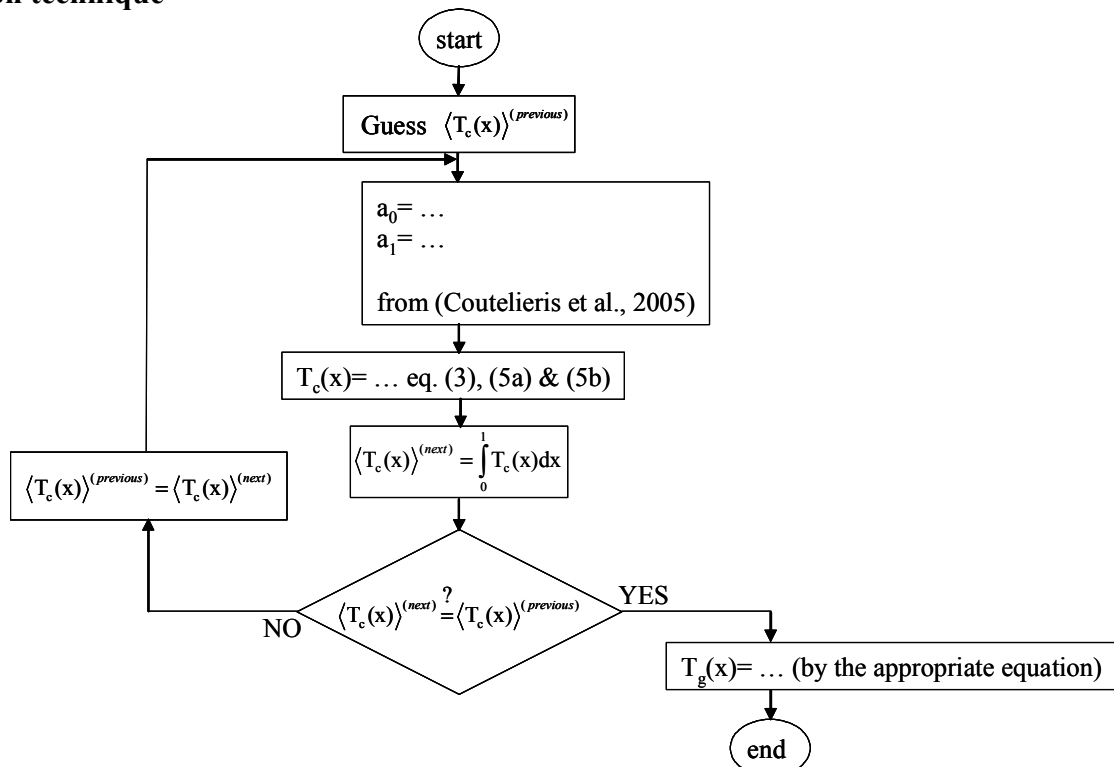 technique
start
Guess ⟨T_c(x)⟩^(previous)
a_0= …
a_1= …
from (Coutelieris et al., 2005)
T_c(x)= … eq. (3), (5a) & (5b)
⟨T_c(x)⟩^(next) = ∫_0^1 T_c(x)dx
⟨T_c(x)⟩^(previous) = ⟨T_c(x)⟩^(next)
⟨T_c(x)⟩^(next) =^? ⟨T_c(x)⟩^(previous)
NO
YES
T_g(x)= … (by the appropriate equation)
end